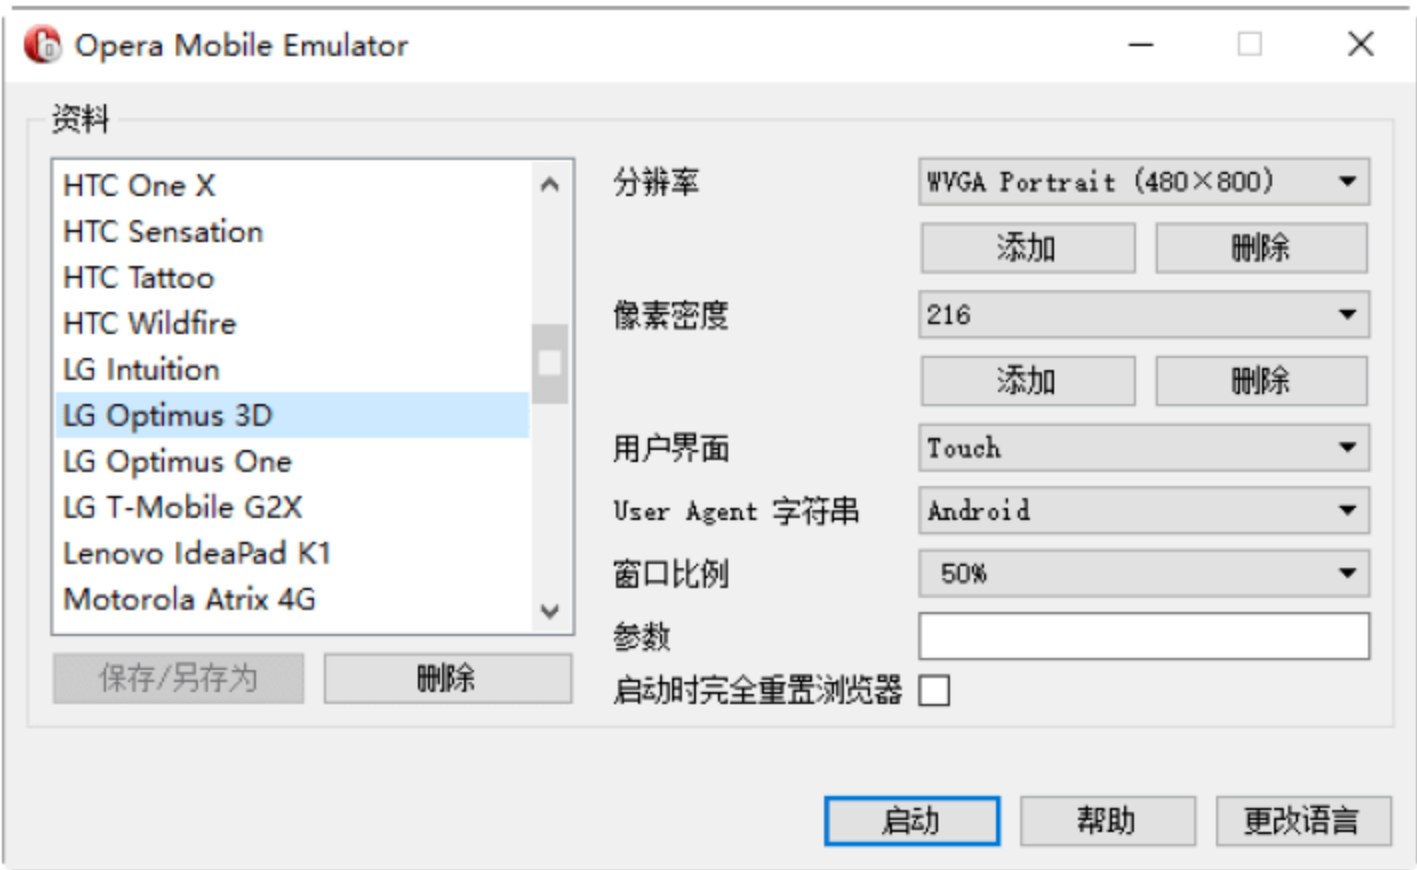 Opera Mobile Emulator
资料
HTC One X
HTC Sensation
HTC Tattoo
HTC Wildfire
LG Intuition
LG Optimus 3D
LG Optimus One
LG T-Mobile G2X
Lenovo IdeaPad K1
Motorola Atrix 4G
保存/另存为
删除
分辨率
WVGA Portrait (480×800)
添加
删除
像素密度
216
添加
删除
用户界面
Touch
User Agent 字符串
Android
窗口比例
50%
参数
启动时完全重置浏览器
启动
帮助
更改语言